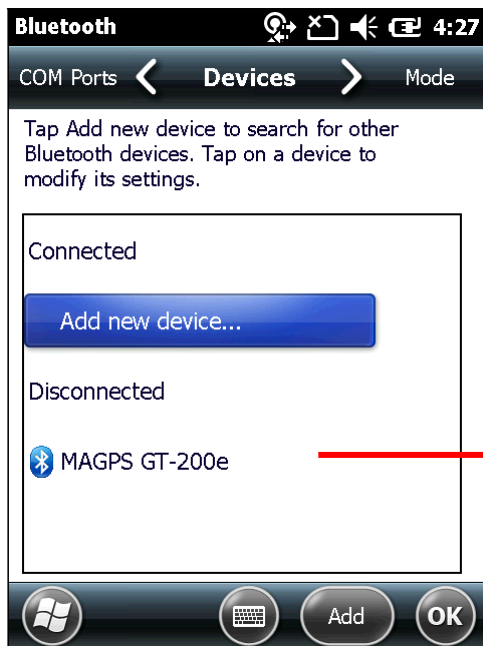 Bluetooth 4:27
COM Ports Devices Mode
Tap Add new device to search for other
Bluetooth devices. Tap on a device to
modify its settings.
Connected
Add new device...
Disconnected
MAGPS GT-200e
Add OK